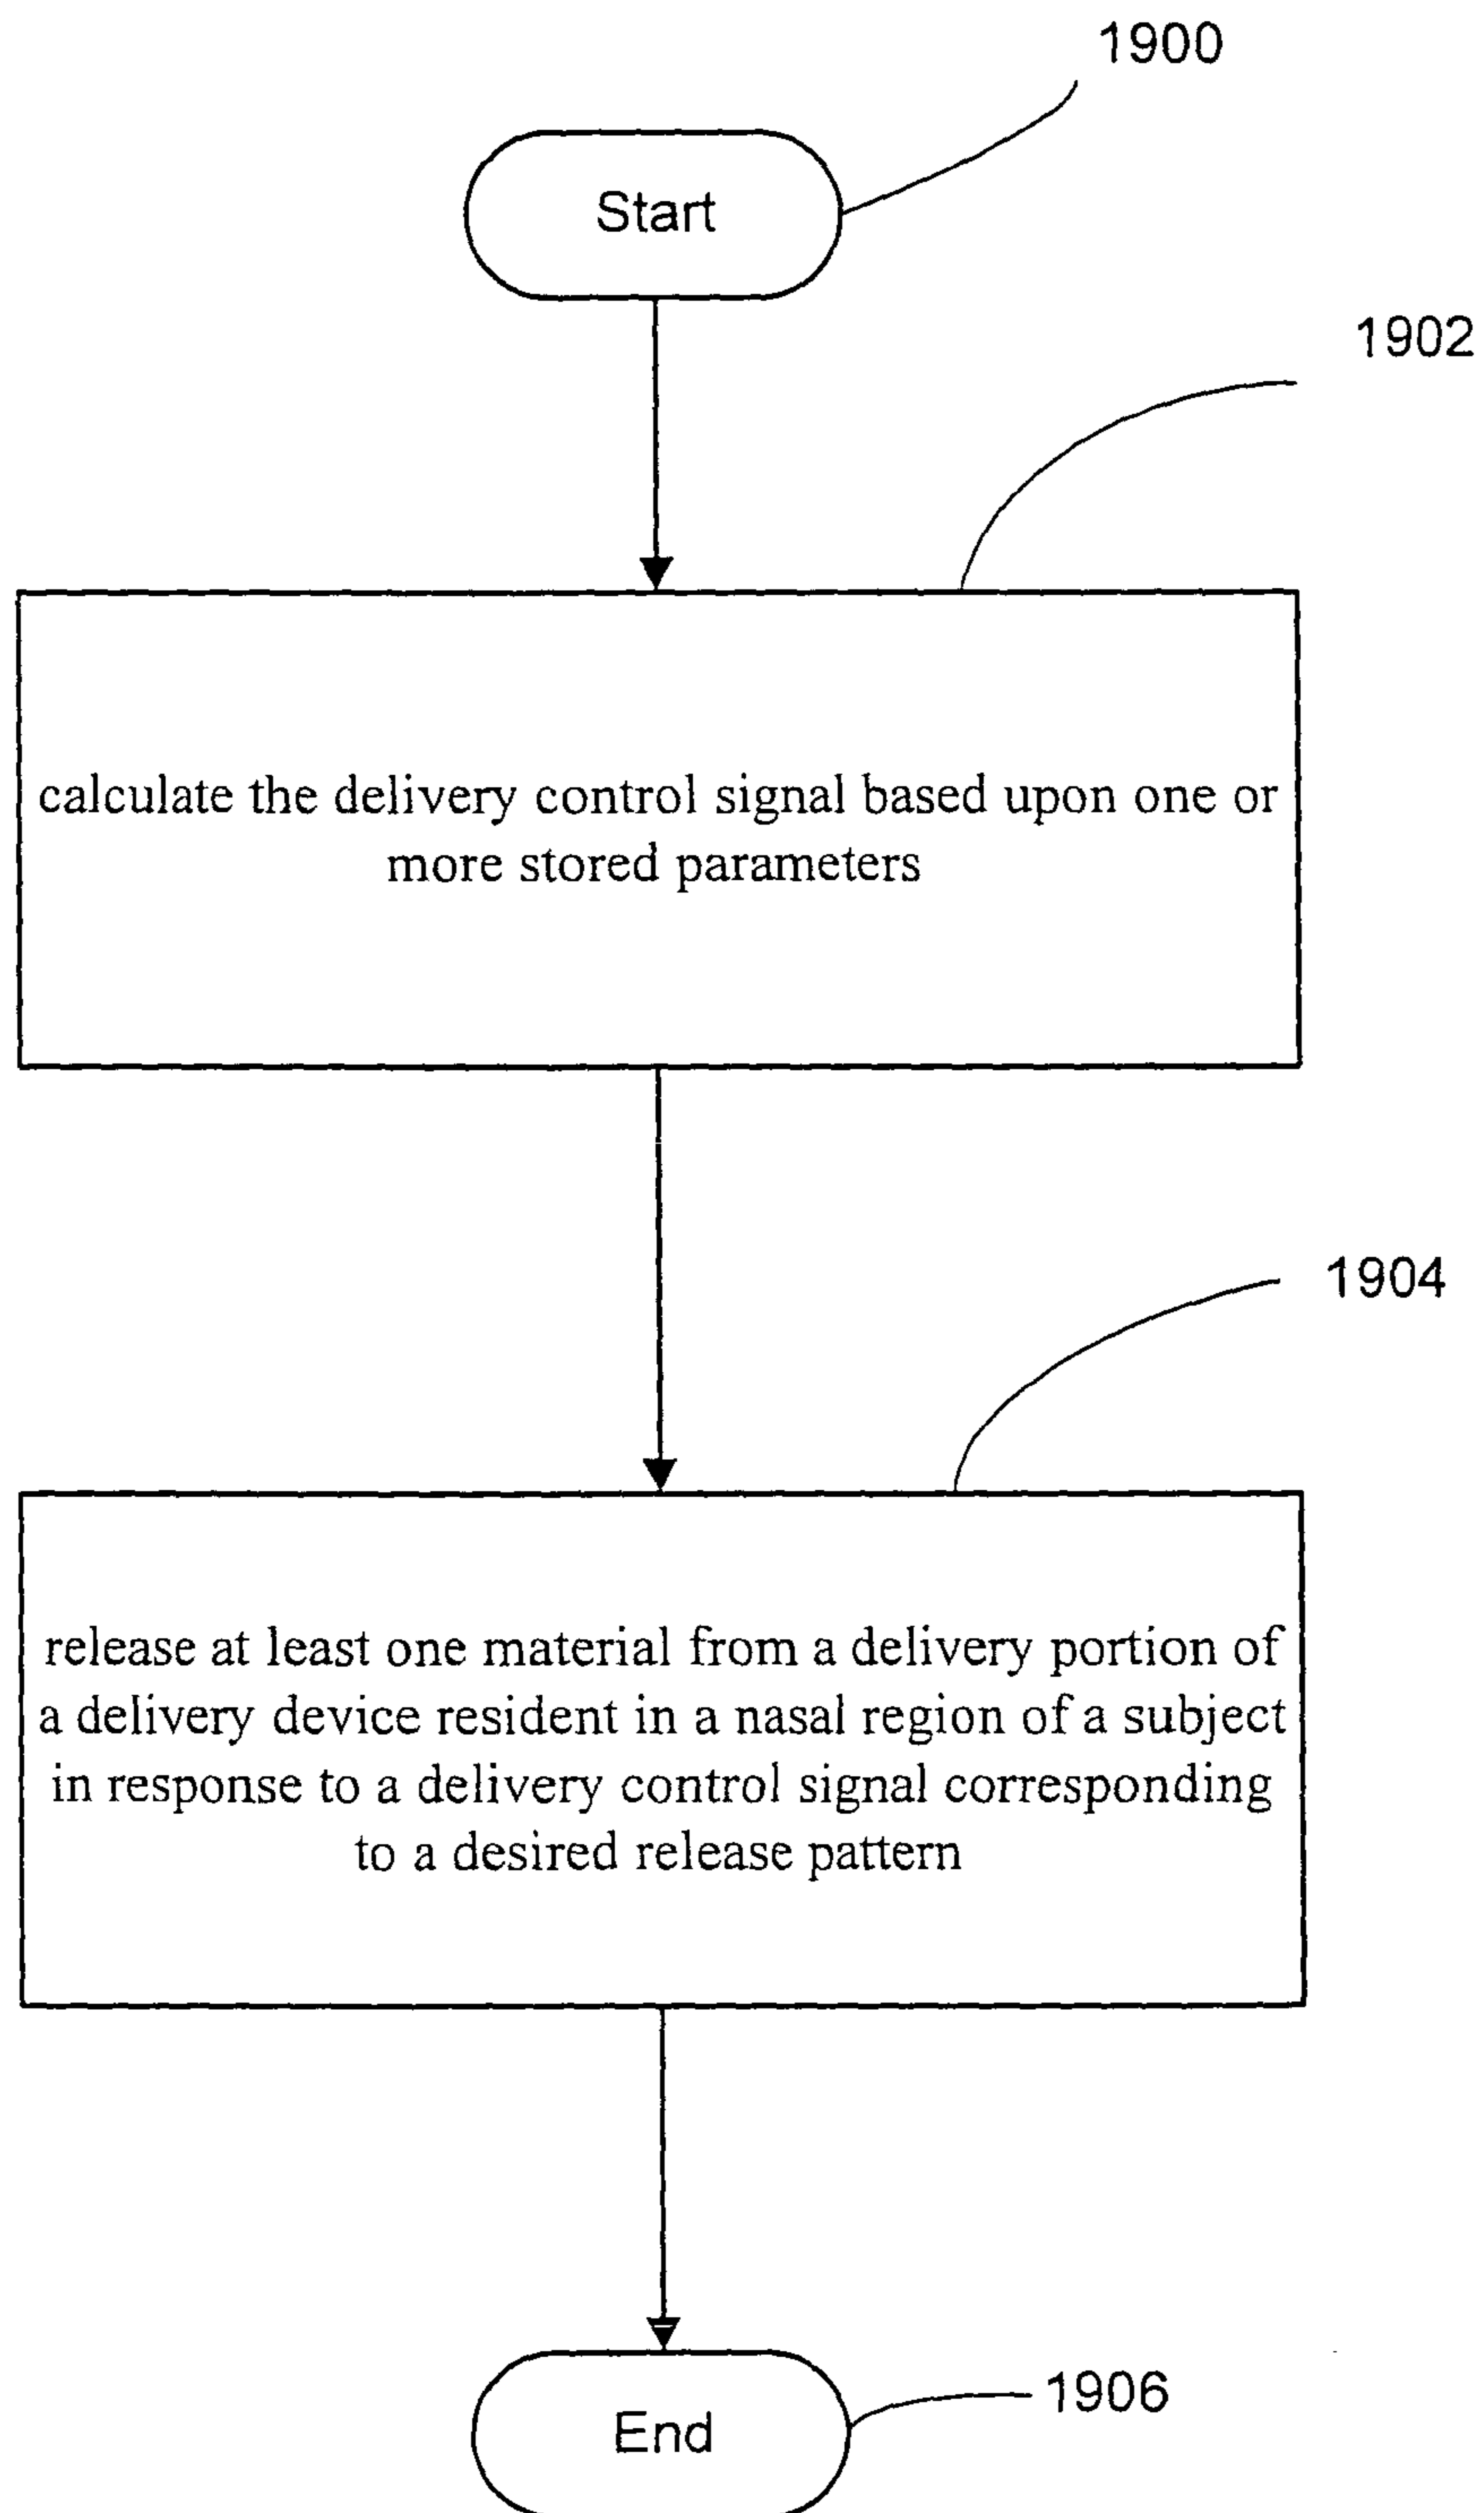 1900
Start
1902
calculate the delivery control signal based upon one or
more stored parameters
1904
release at least one material from a delivery portion of
a delivery device resident in a nasal region of a subject
in response to a delivery control signal corresponding
to a desired release pattern
1906
End